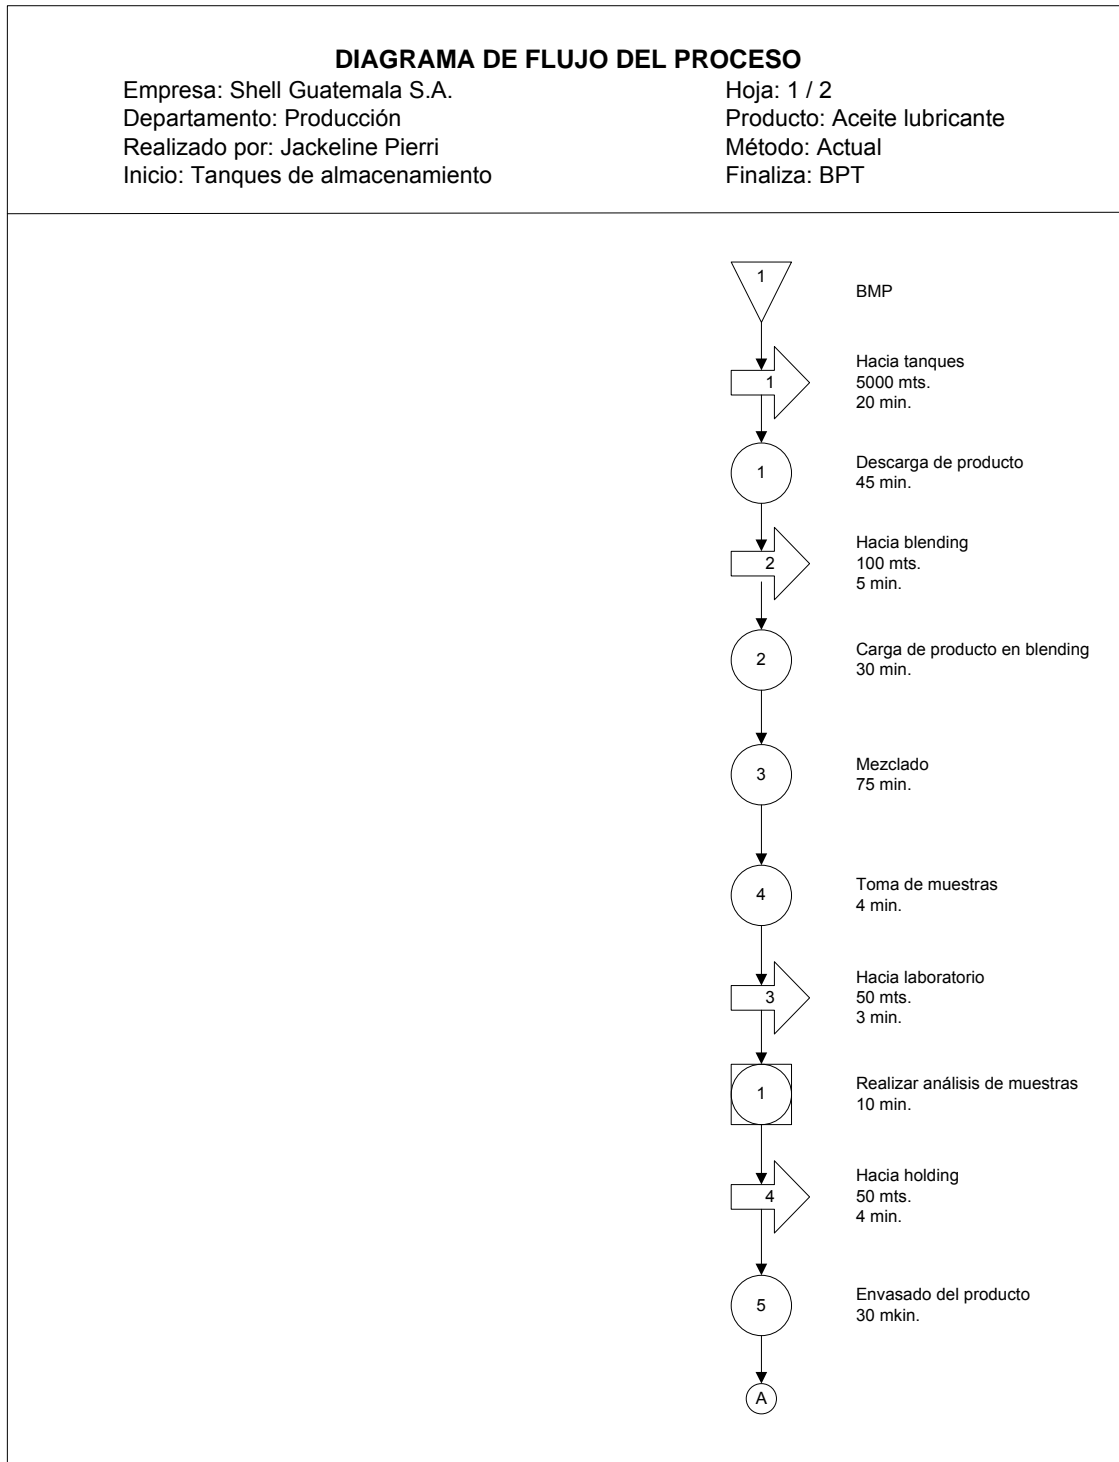 DIAGRAMA DE FLUJO DEL PROCESO
Empresa: Shell Guatemala S.A.
Hoja: 1 / 2
Departamento: Producción
Producto: Aceite lubricante
Realizado por: Jackeline Pierri
Método: Actual
Inicio: Tanques de almacenamiento
Finaliza: BPT
1
BMP
1
Hacia tanques
5000 mts.
20 min.
1
Descarga de producto
45 min.
2
Hacia blending
100 mts.
5 min.
2
Carga de producto en blending
30 min.
3
Mezclado
75 min.
4
Toma de muestras
4 min.
3
Hacia laboratorio
50 mts.
3 min.
1
Realizar análisis de muestras
10 min.
4
Hacia holding
50 mts.
4 min.
5
Envasado del producto
30 mkin.
A